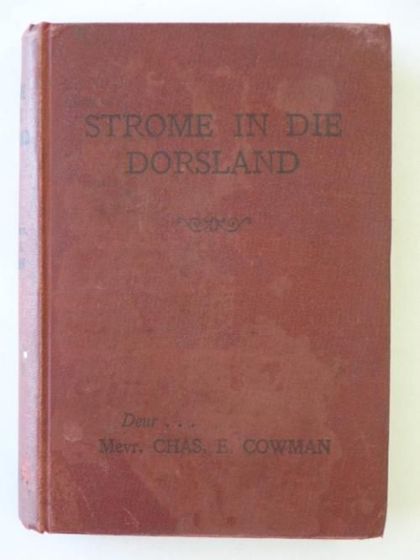 STROME IN DIE
DORSLAND
Deur . . .
Mevr. CHAS. E. COWMAN